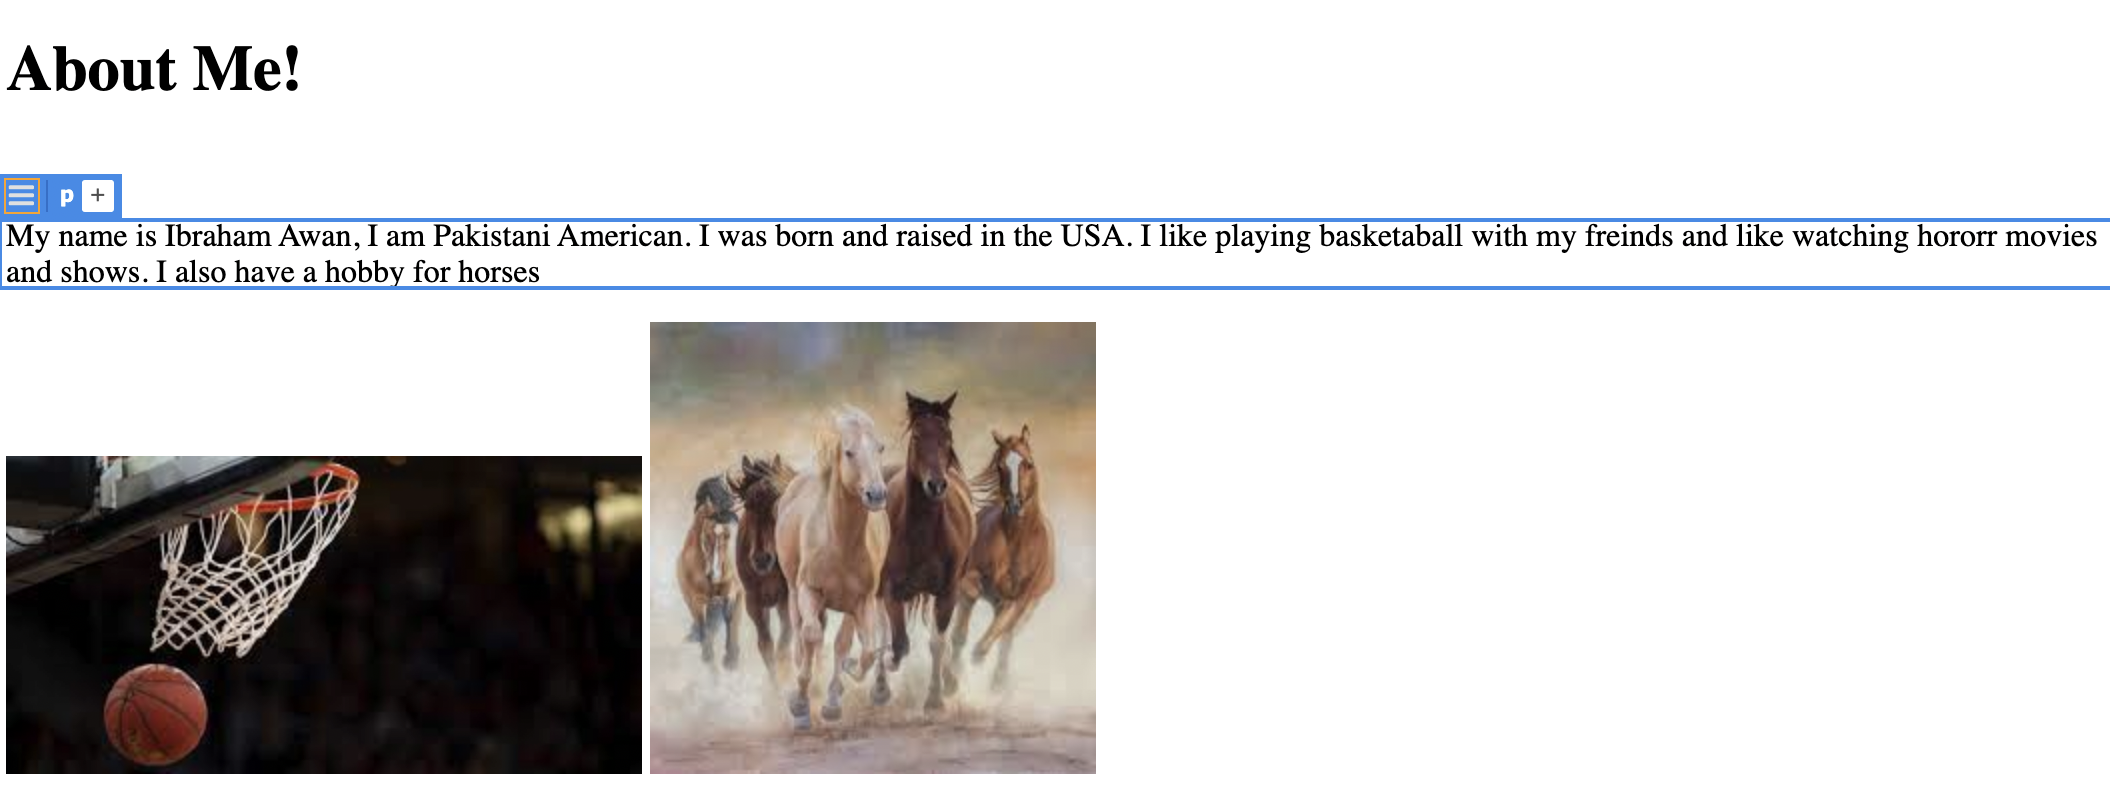 About Me!
p +
My name is Ibraham Awan, I am Pakistani American. I was born and raised in the USA. I like playing basketaball with my freinds and like watching hororr movies
and shows. I also have a hobby for horses